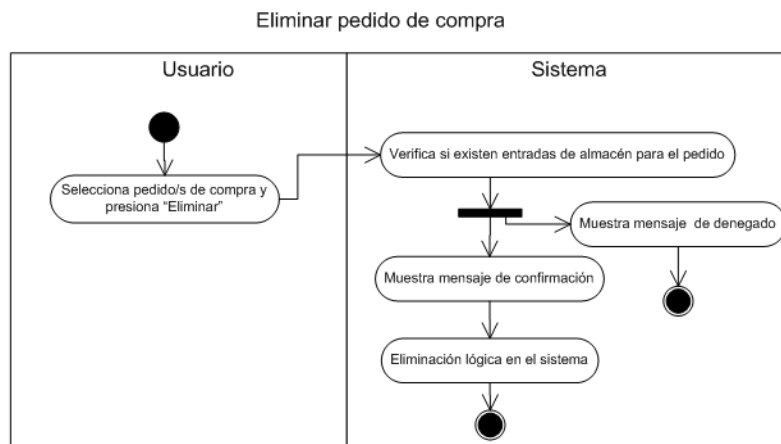 Eliminar pedido de compra
Usuario
Sistema
Verifica si existen entradas de almacén para el pedido
Selecciona pedido/s de compra y
presiona “Eliminar”
Muestra mensaje  de denegado
Muestra mensaje de confirmación
Eliminación lógica en el sistema